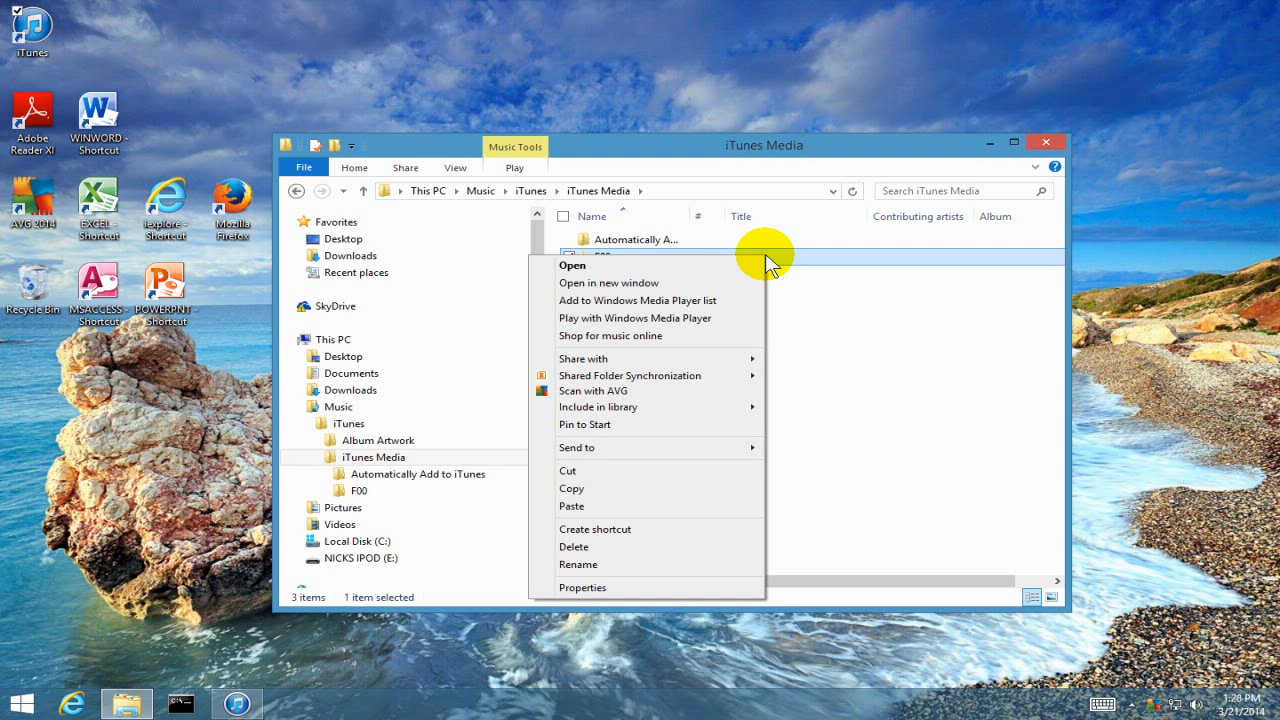 iTunes
Adobe
Reader XI
WINWORD -
Shortcut
AVG 2014
EXCEL -
Shortcut
iexplore -
Shortcut
Mozilla
Firefox
Recycle Bin
MSACCESS -
Shortcut
POWERPNT -
Shortcut
Music Tools
iTunes Media
File
Home
Share
View
Play
This PC
Music
iTunes
iTunes Media
Search iTunes Media
Favorites
Desktop
Downloads
Recent places
SkyDrive
This PC
Desktop
Documents
Downloads
Music
iTunes
Album Artwork
iTunes Media
Automatically Add to iTunes
F00
Pictures
Videos
Local Disk (C:)
NICKS IPOD (E:)
Name
#
Title
Contributing artists
Album
Automatically A...
F00
Open
Open in new window
Add to Windows Media Player list
Play with Windows Media Player
Shop for music online
Share with
Shared Folder Synchronization
Scan with AVG
Include in library
Pin to Start
Send to
Cut
Copy
Paste
Create shortcut
Delete
Rename
Properties
3 items
1 item selected
C:\
1:28 PM
3/21/2014